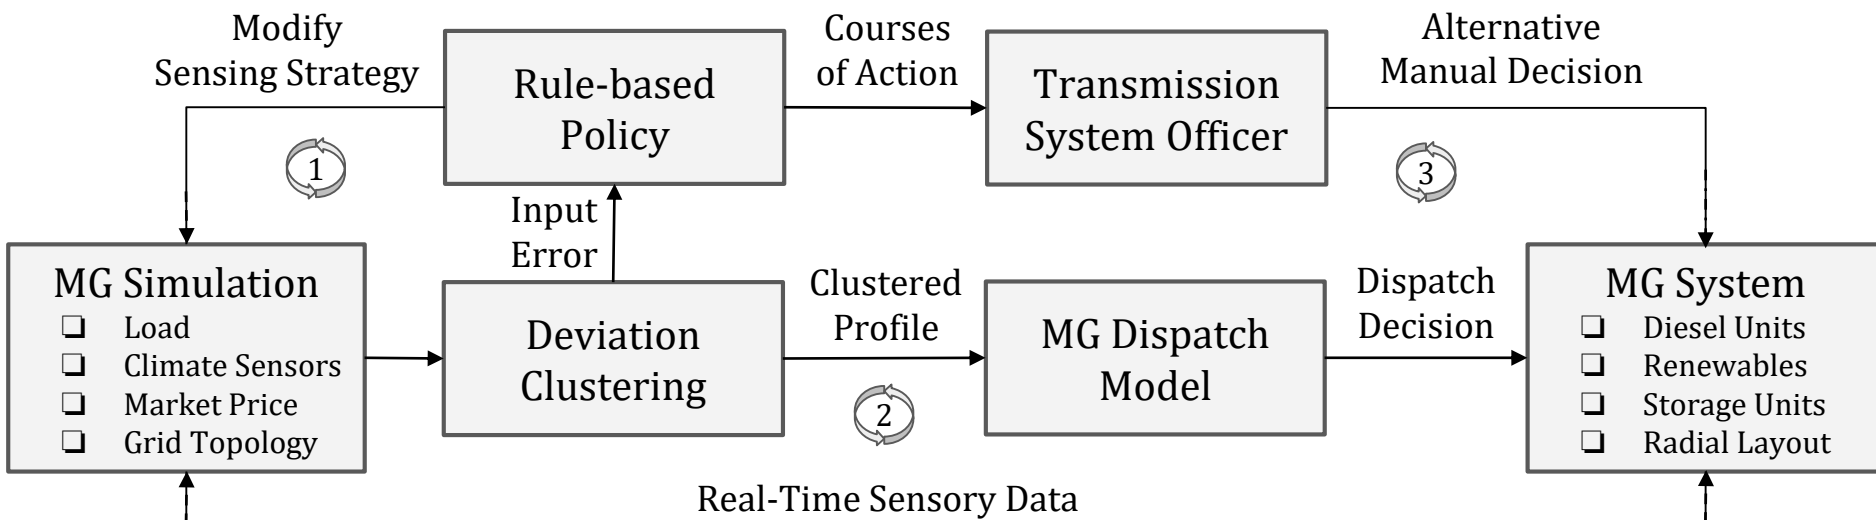 Modify
Sensing Strategy
Rule-based
Policy
Courses
of Action
Transmission
System Officer
Alternative
Manual Decision
1
3
Input
Error
MG Simulation
❏ Load
❏ Climate Sensors
❏ Market Price
❏ Grid Topology
Deviation
Clustering
Clustered
Profile
2
MG Dispatch
Model
Dispatch
Decision
MG System
❏ Diesel Units
❏ Renewables
❏ Storage Units
❏ Radial Layout
Real-Time Sensory Data